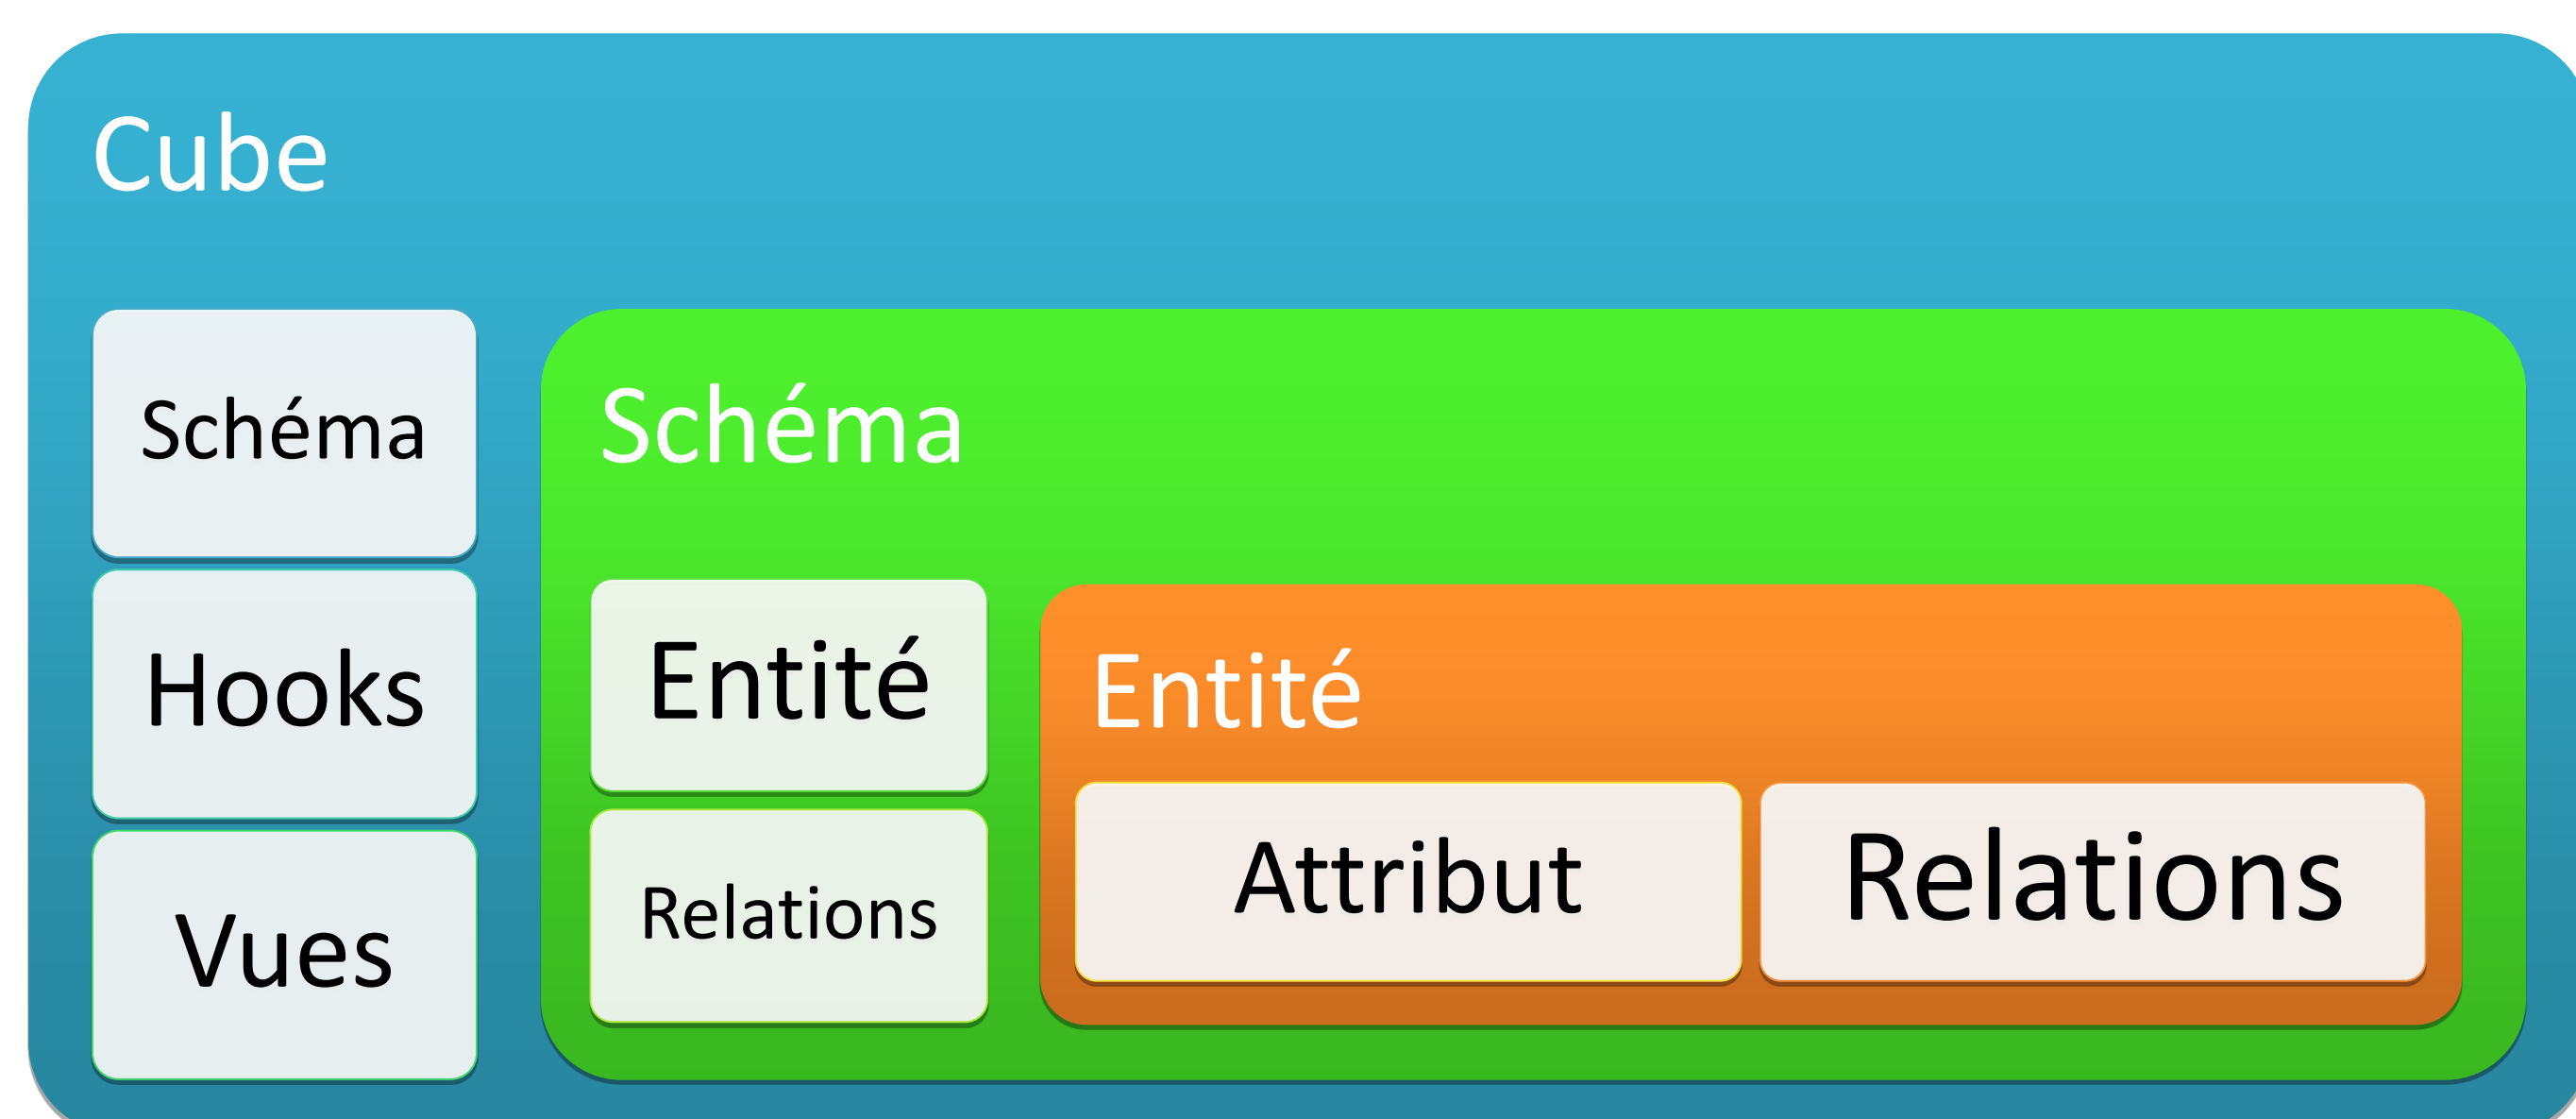 Cube
Schéma
Hooks
Vues
Schéma
Entité
Relations
Entité
Attribut
Relations